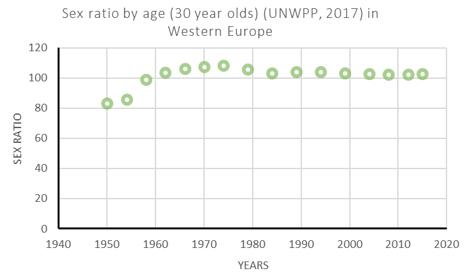 Sex ratio by age (30 year olds) (UNWPP, 2017) in
Western Europe
120
100
80
60
40
20
0
SEX RATIO
1940 1950 1960 1970 1980 1990 2000 2010 2020
YEARS